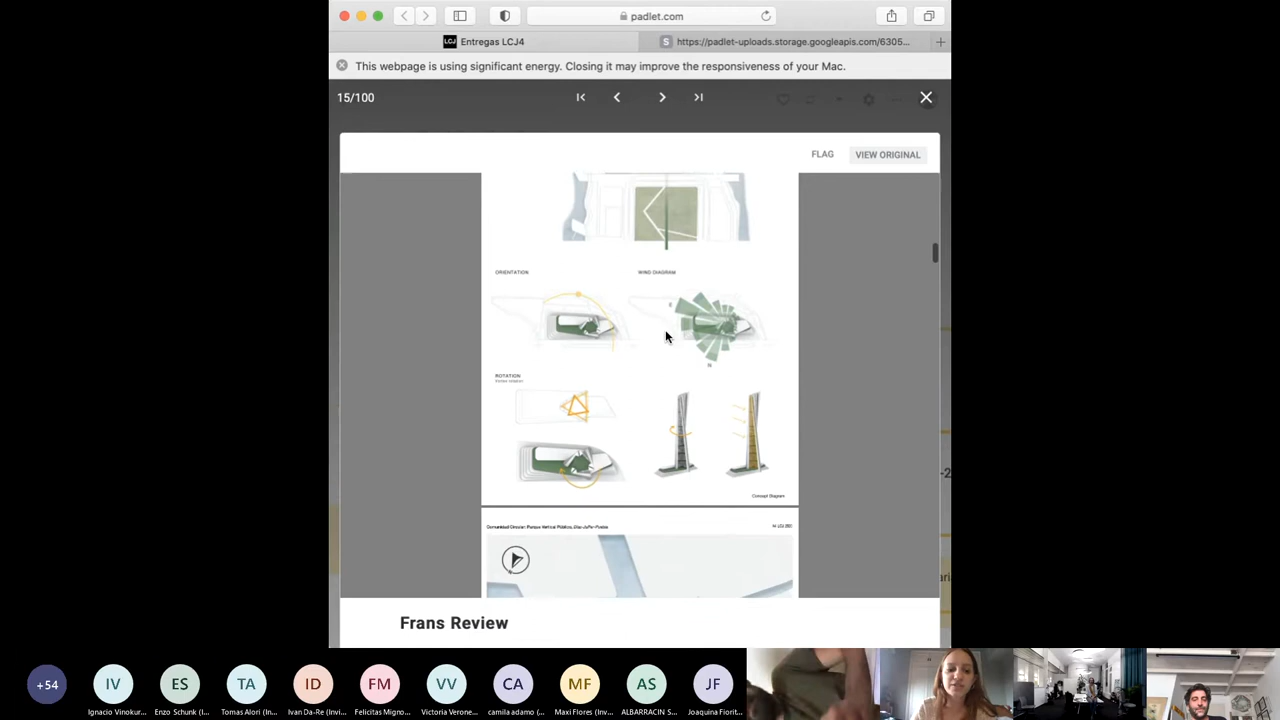 padlet.com
LCJ Entregas LCJ4
S https://padlet-uploads.storage.googleapis.com/6305...
This webpage is using significant energy. Closing it may improve the responsiveness of your Mac.
15/100
FLAG
VIEW ORIGINAL
ORIENTATION
WIND DIAGRAM
E
N
ROTATION
Concept Diagram
Frans Review
+54
IV
ES
TA
ID
FM
VV
CA
MF
AS
JF
Ignacio Vinokur...
Enzo Schunk (I...
Tomas Alori (In...
Ivan Da-Re (Invi...
Felicitas Migno...
Victoria Verone...
camila adamo (...
Maxi Flores (Inv...
ALBARRACIN S...
Joaquina Fiorit...